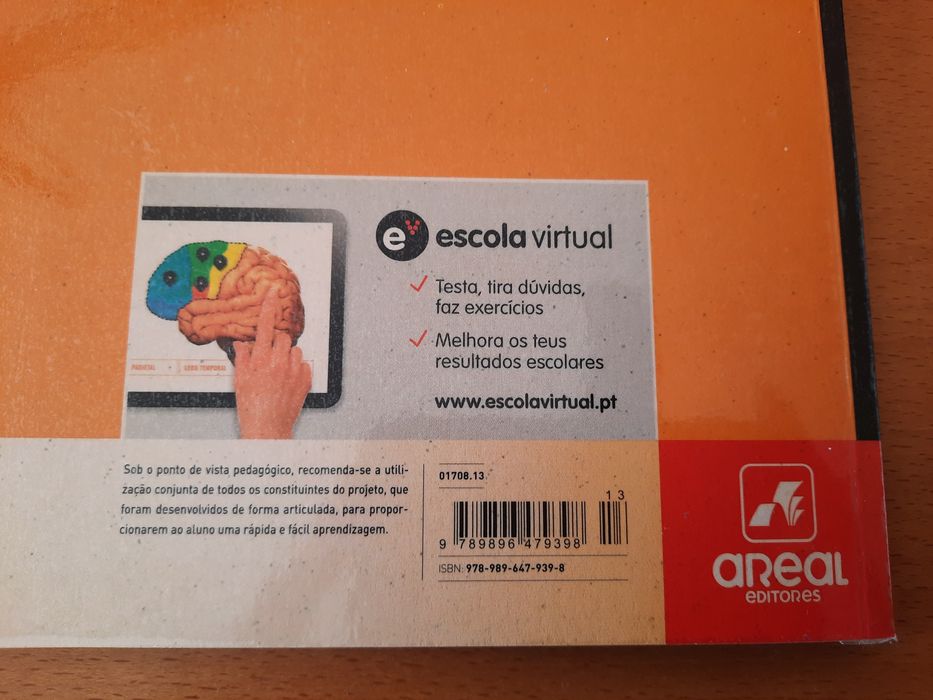 e escola virtual
Testa, tira dúvidas,
faz exercícios
Melhora os teus
resultados escolares
www.escolavirtual.pt
PARIETAL LOBO TEMPORAL
Sob o ponto de vista pedagógico, recomenda-se a utili-
zação conjunta de todos os constituintes do projeto, que
foram desenvolvidos de forma articulada, para propor-
cionarem ao aluno uma rápida e fácil aprendizagem.
01708.13
13
9 789896 479398
ISBN: 978-989-647-939-8
aReaL
EDITORES